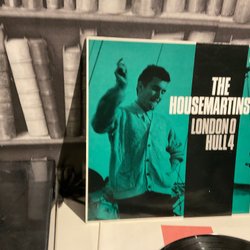 THE
HOUSEMARTINS
LONDON 0
HULL 4